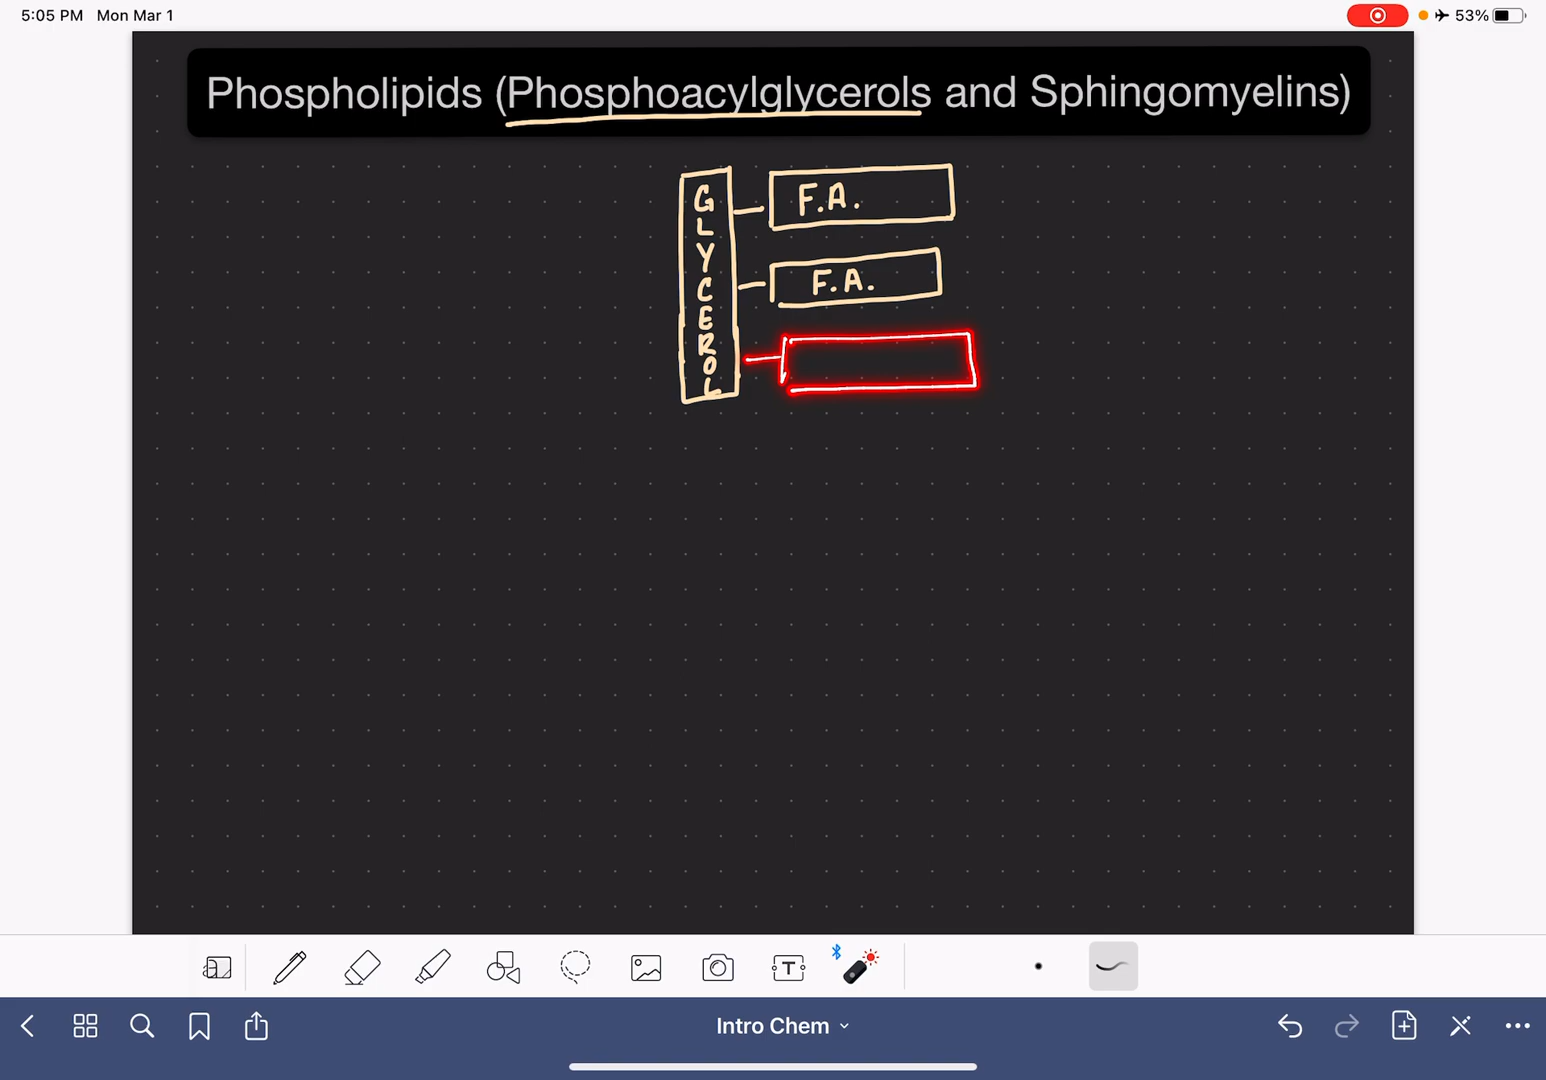 5:05 PM Mon Mar 1
53%
Phospholipids (Phosphoacylglycerols and Sphingomyelins)
GLYCEROL
F.A.
F.A.
a
T
Intro Chem